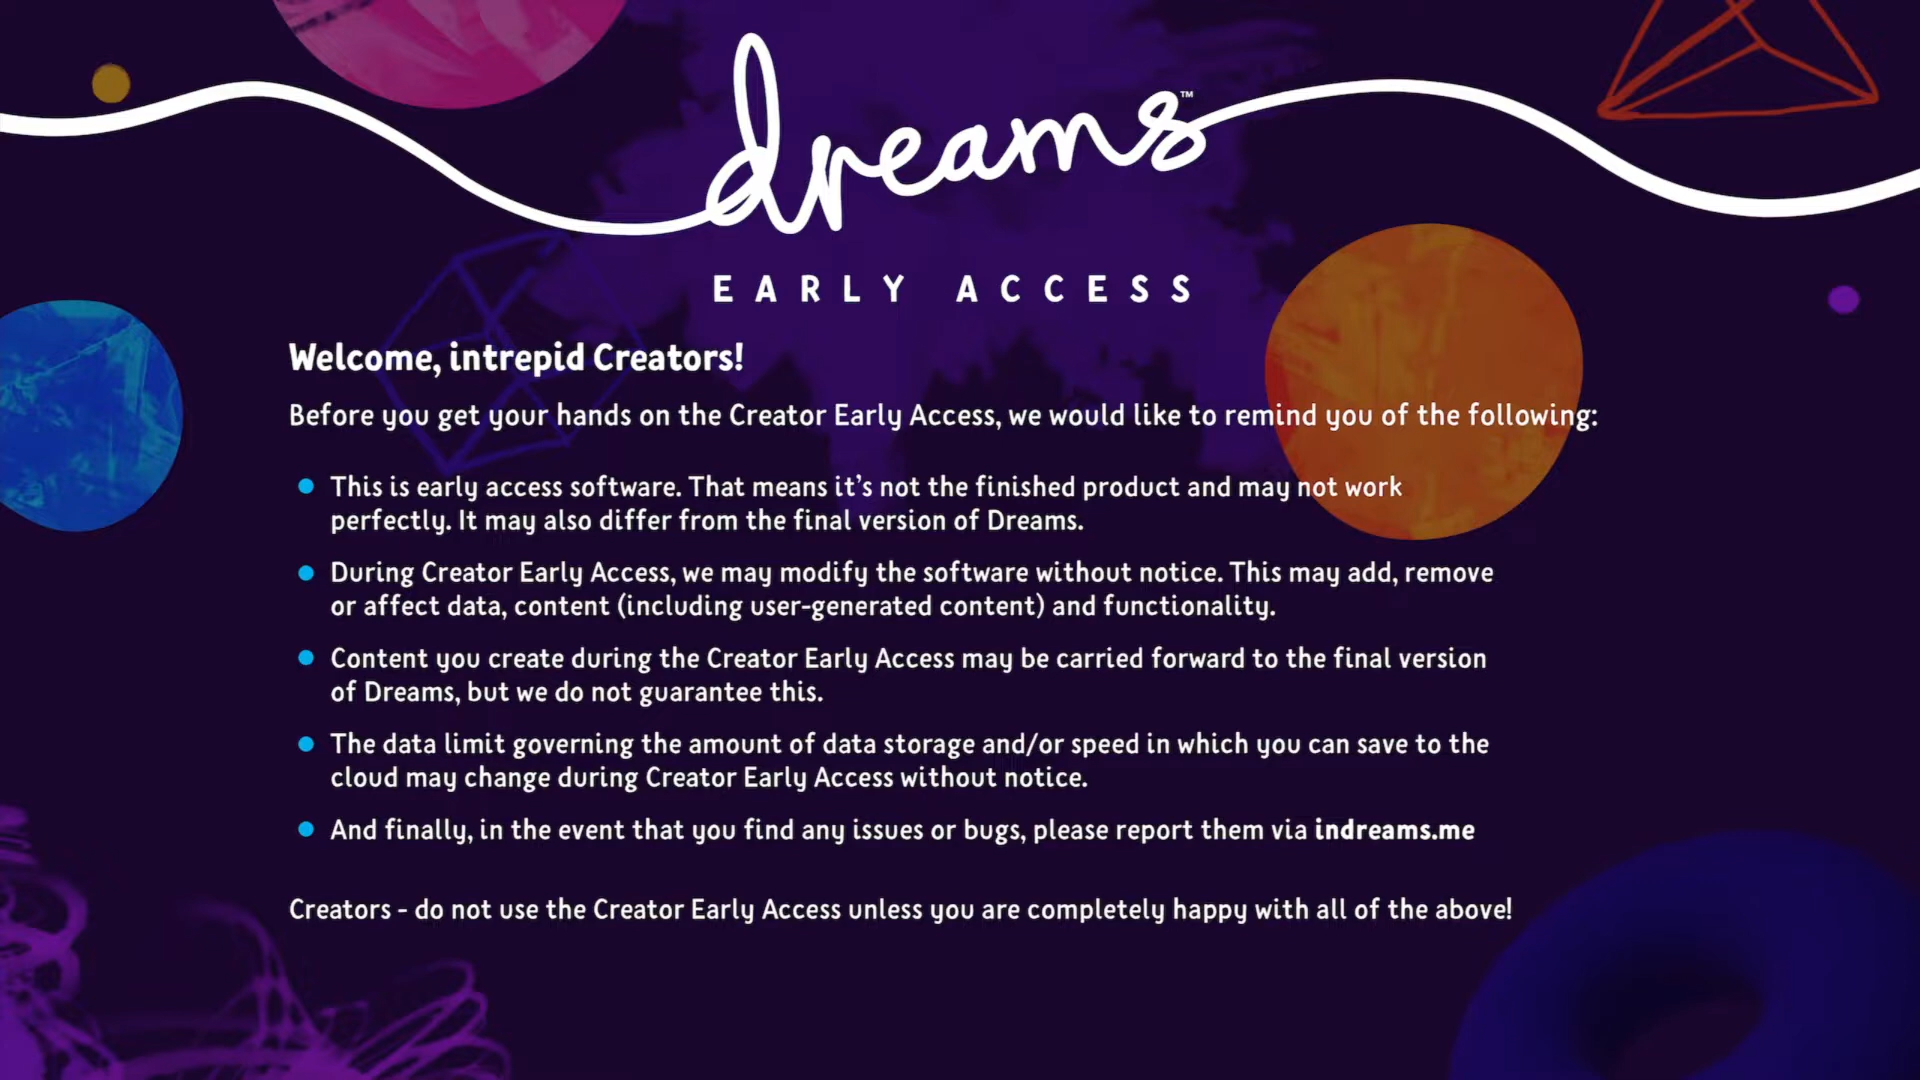 dreams™
EARLY ACCESS
Welcome, intrepid Creators!
Before you get your hands on the Creator Early Access, we would like to remind you of the following:
This is early access software. That means it's not the finished product and may not work
perfectly. It may also differ from the final version of Dreams.
During Creator Early Access, we may modify the software without notice. This may add, remove
or affect data, content (including user-generated content) and functionality.
Content you create during the Creator Early Access may be carried forward to the final version
of Dreams, but we do not guarantee this.
The data limit governing the amount of data storage and/or speed in which you can save to the
cloud may change during Creator Early Access without notice.
And finally, in the event that you find any issues or bugs, please report them via indreams.me
Creators - do not use the Creator Early Access unless you are completely happy with all of the above!